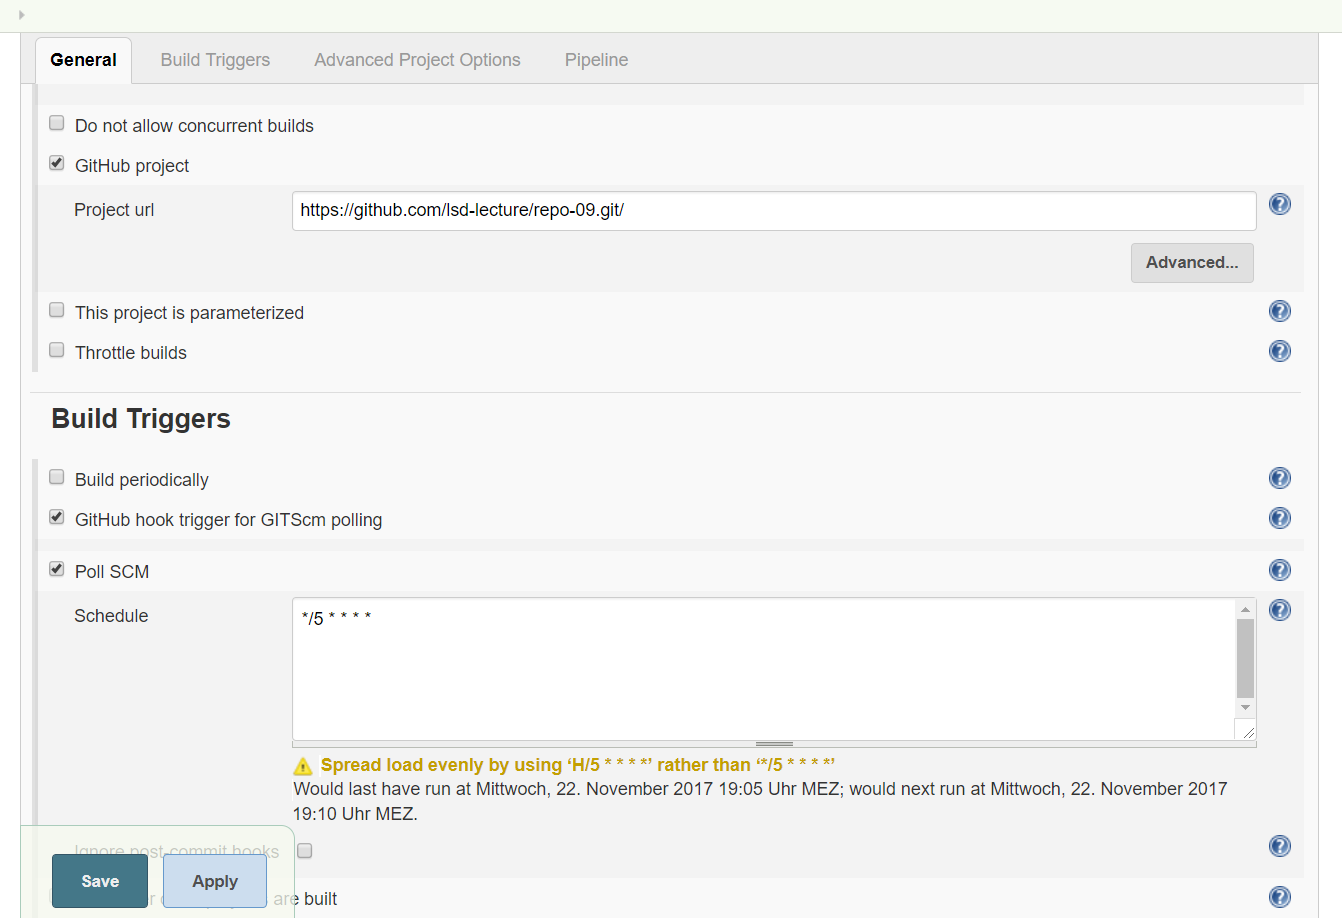 General Build Triggers Advanced Project Options Pipeline
Do not allow concurrent builds
GitHub project
Project url https://github.com/lsd-lecture/repo-09.git/
Advanced...
This project is parameterized
Throttle builds
Build Triggers
Build periodically
GitHub hook trigger for GITScm polling
Poll SCM
Schedule */5 * * * *
Spread load evenly by using ‘H/5 * * * *’ rather than ‘*/5 * * * *’
Would last have run at Mittwoch, 22. November 2017 19:05 Uhr MEZ; would next run at Mittwoch, 22. November 2017
19:10 Uhr MEZ.
Ignore post-commit hooks
Save Apply are built